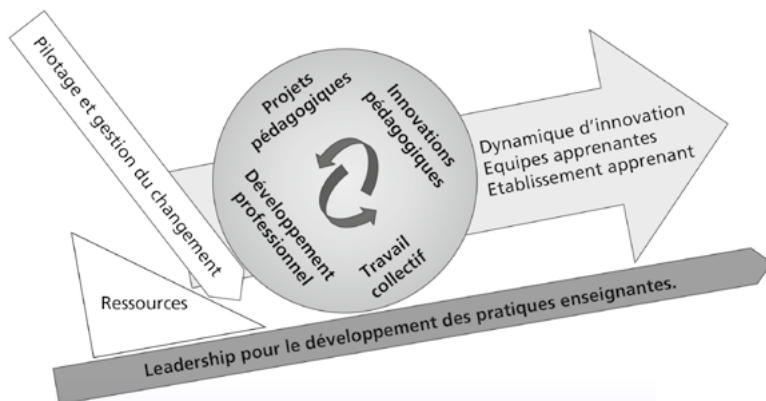 Pilotage et gestion du changement
Projets
pédagogiques
Innovations
pédagogiques
Développement
professionnel
Travail
collectif
Dynamique d'innovation
Equipes apprenantes
Etablissement apprenant
Ressources
Leadership pour le développement des pratiques enseignantes.